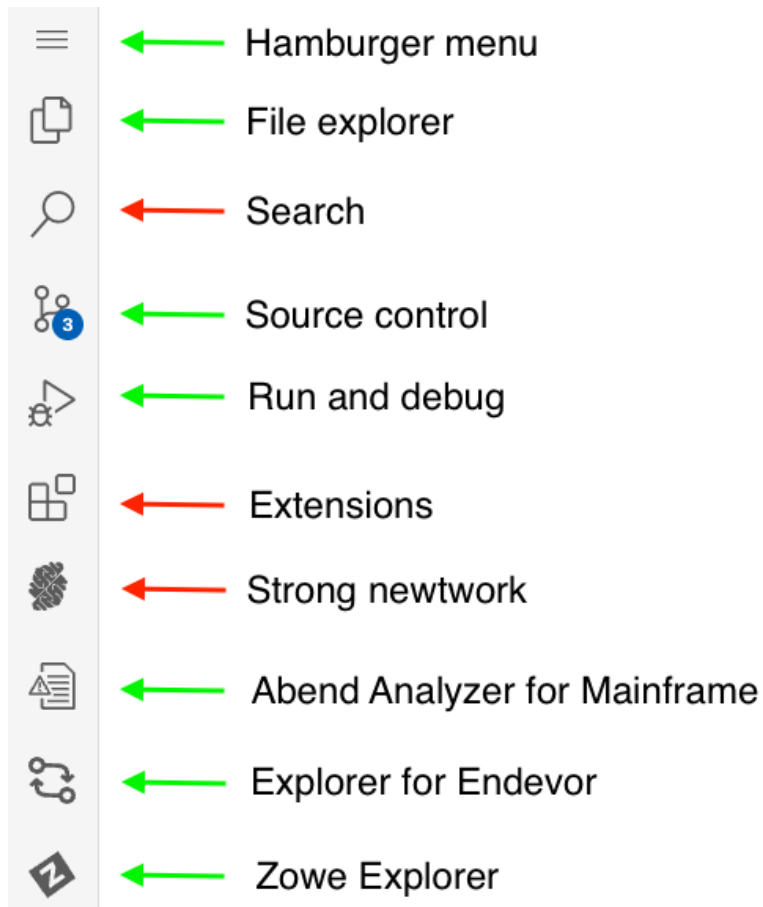 Hamburger menu
File explorer
Search
Source control
3
Run and debug
Extensions
Strong newtwork
Abend Analyzer for Mainframe
Explorer for Endevor
Z
Zowe Explorer